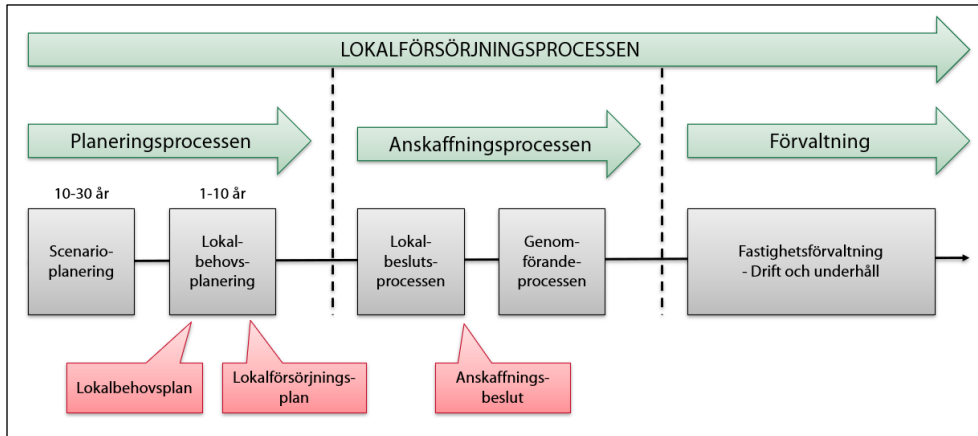 LOKALFÖRSÖRJNINGSPROCESSEN
Planeringsprocessen
Anskaffningsprocessen
Förvaltning
10-30 år
1-10 år
Scenario-
planering
Lokal-
behovs-
planering
Lokal-
besluts-
processen
Genom-
förande-
processen
Fastighetsförvaltning
- Drift och underhåll
Lokalbehovsplan
Lokalförsörjnings-
plan
Anskaffnings-
beslut